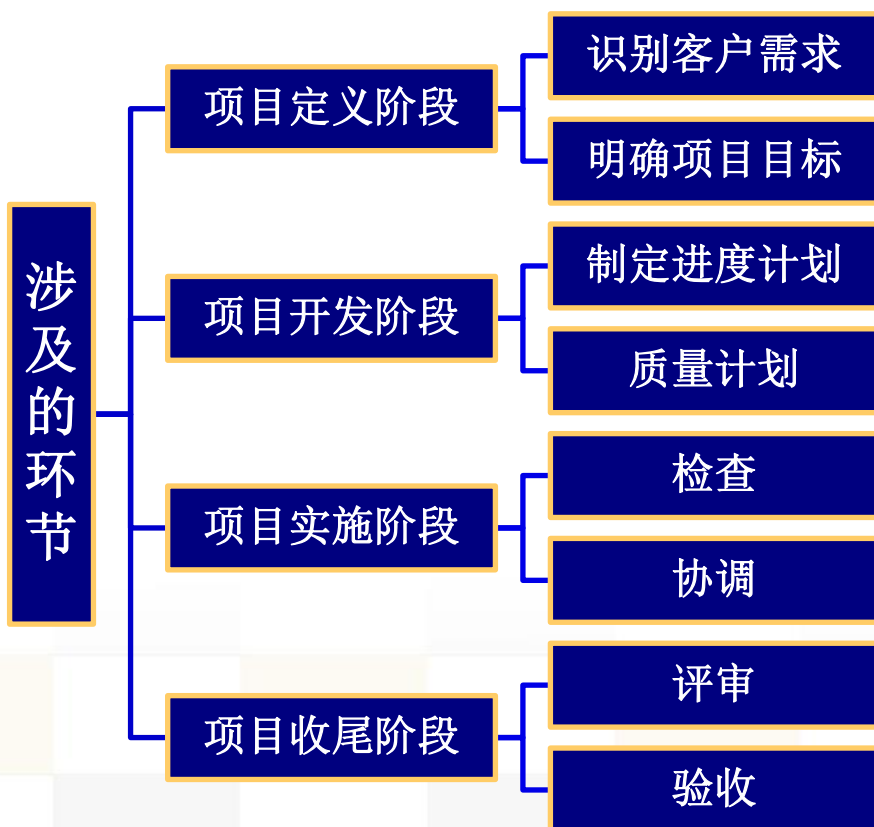 涉及的环节
项目定义阶段
识别客户需求
明确项目目标
项目开发阶段
制定进度计划
质量计划
项目实施阶段
检查
协调
项目收尾阶段
评审
验收